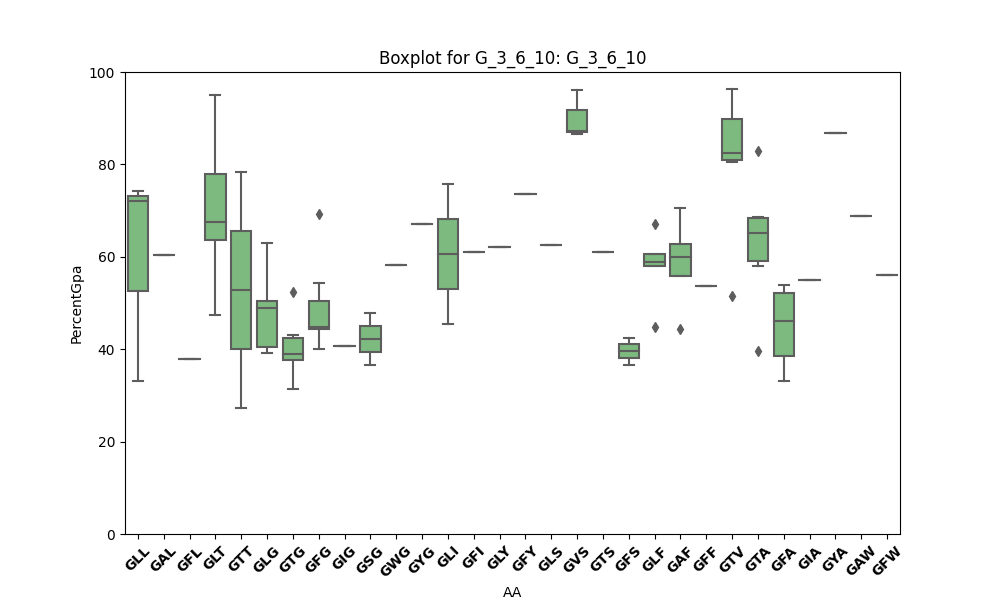 Boxplot for G_3_6_10: G_3_6_10
100
80
60
40
20
0
PercentGpa
GLL GAL GFL GLT GTT GLG GTG GFG GIG GSG GWG GYG GLI GFI GLY GFY GLS GVS GTS GFS GLF GAF GFF GTV GTA GFA GIA GYA GAW GFW
AA